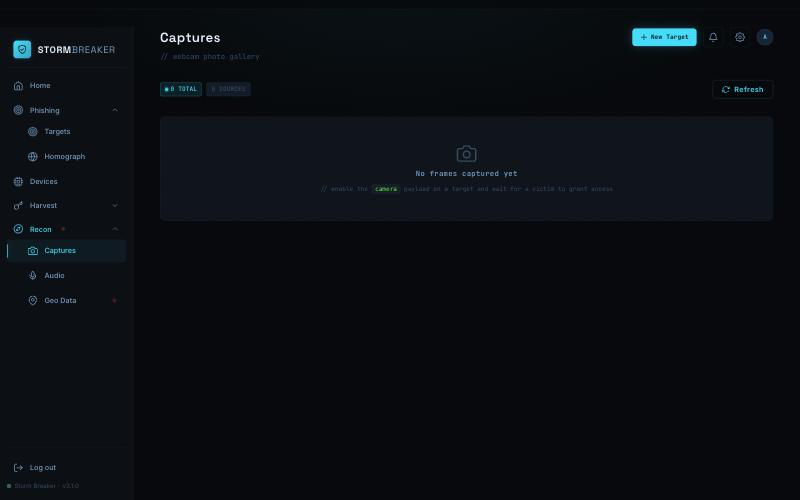 STORMBREAKER
Home
Phishing
Targets
Homograph
Devices
Harvest
Recon
Captures
Audio
Geo Data
Log out
Storm Breaker · v3.1.0
Captures
// webcam photo gallery
New Target
A
0 TOTAL
0 SOURCES
Refresh
No frames captured yet
// enable the camera payload on a target and wait for a victim to grant access